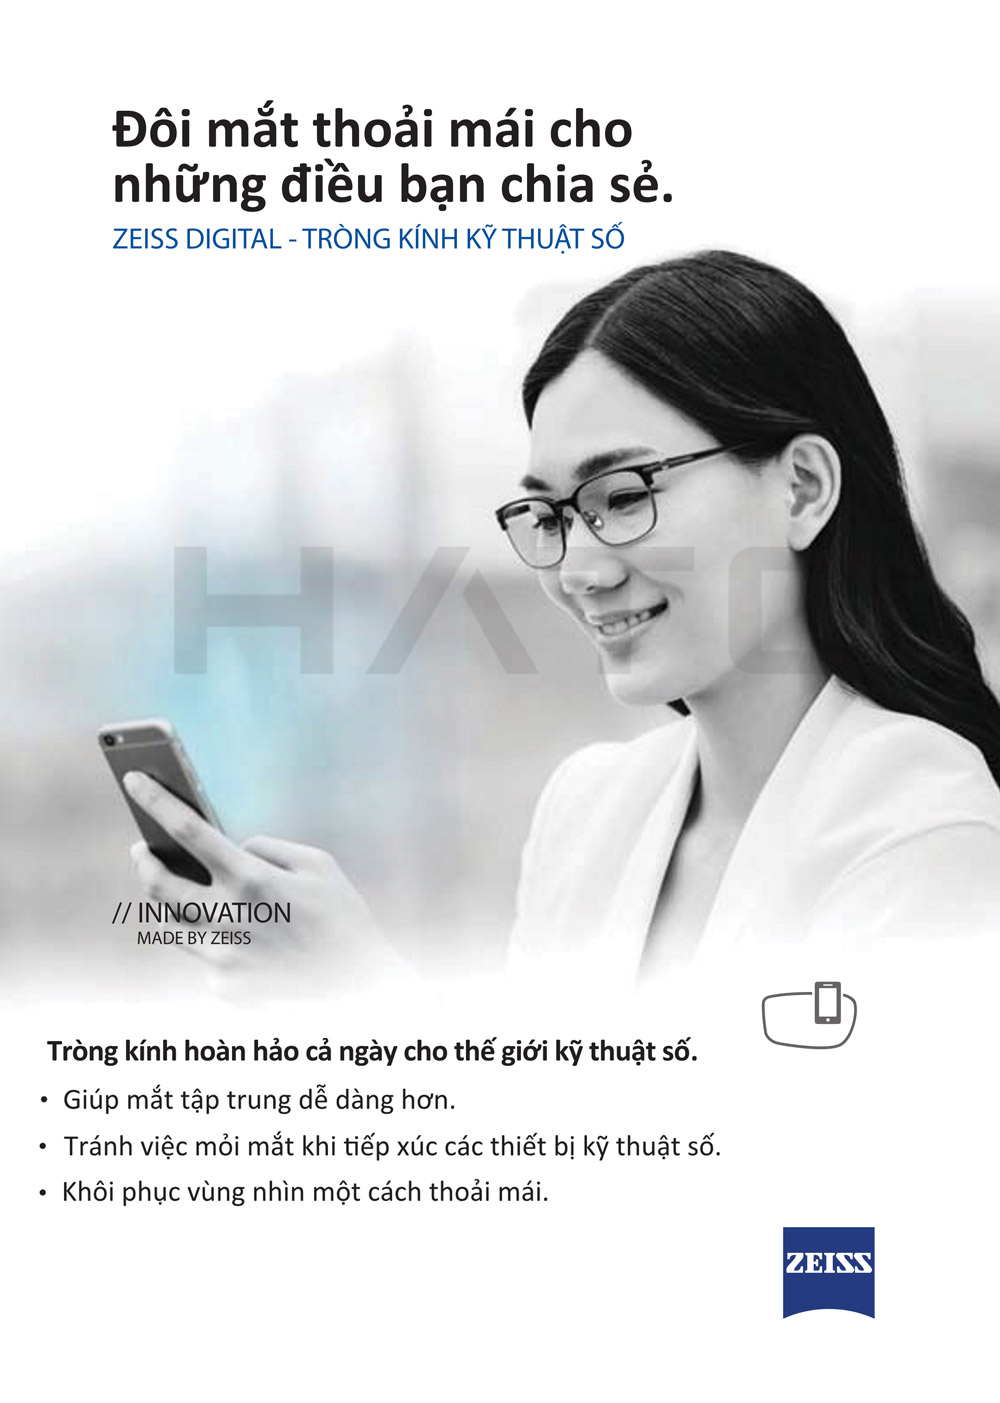 Đôi mắt thoải mái cho
những điều bạn chia sẻ.
ZEISS DIGITAL - TRÒNG KÍNH KỸ THUẬT SỐ
HATO
// INNOVATION
MADE BY ZEISS
Tròng kính hoàn hảo cả ngày cho thế giới kỹ thuật số.
• Giúp mắt tập trung dễ dàng hơn.
• Tránh việc mỏi mắt khi tiếp xúc các thiết bị kỹ thuật số.
• Khôi phục vùng nhìn một cách thoải mái.
ZEISS